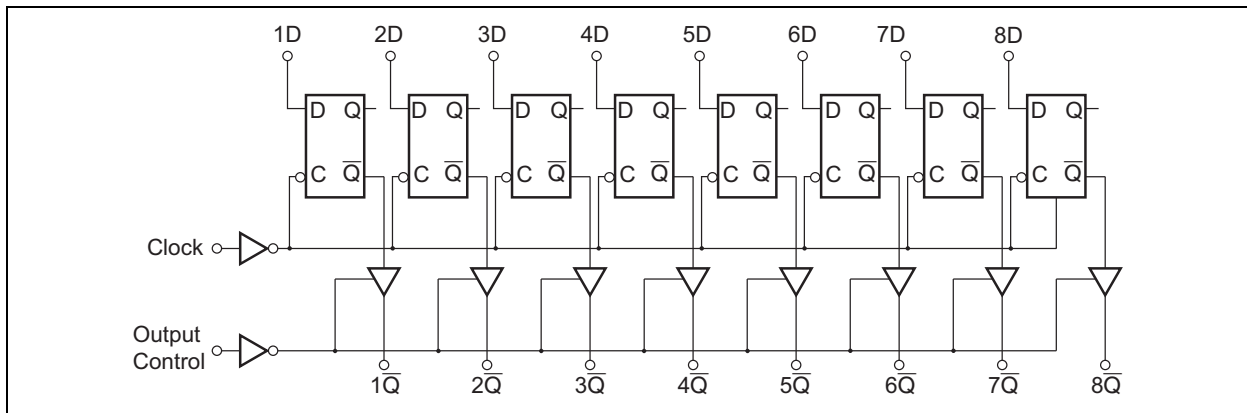 1D 2D 3D 4D 5D 6D 7D 8D
D Q D Q D Q D Q D Q D Q D Q D Q
C Q̅ C Q̅ C Q̅ C Q̅ C Q̅ C Q̅ C Q̅ C Q̅
Clock
Output
Control
1Q̅ 2Q̅ 3Q̅ 4Q̅ 5Q̅ 6Q̅ 7Q̅ 8Q̅